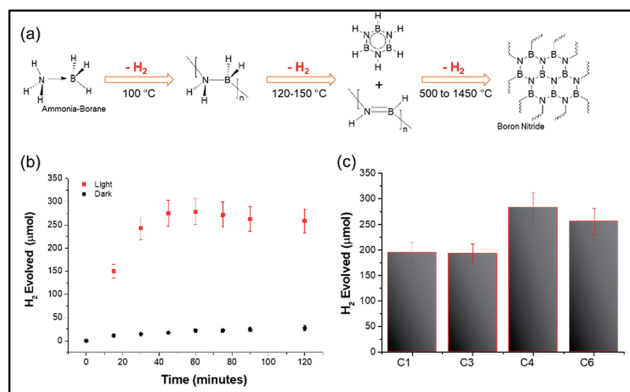 (a)
H
H
H
B
N
N
B
H
B
N
H
H
H
H
N
B
H
H
H
H
H
Ammonia-Borane
- H₂
100 °C
H
H
B
N
H
H
n
- H₂
120-150 °C
+
B
H
N
H
n
- H₂
500 to 1450 °C
N
B
N
B
N
B
N
B
N
B
N
B
Boron Nitride
(b)
Light
Dark
H₂ Evolved (µmol)
350
300
250
200
150
100
50
0
0
20
40
60
80
100
120
Time (minutes)
(c)
H₂ Evolved (µmol)
350
300
250
200
150
100
50
0
C1
C3
C4
C6